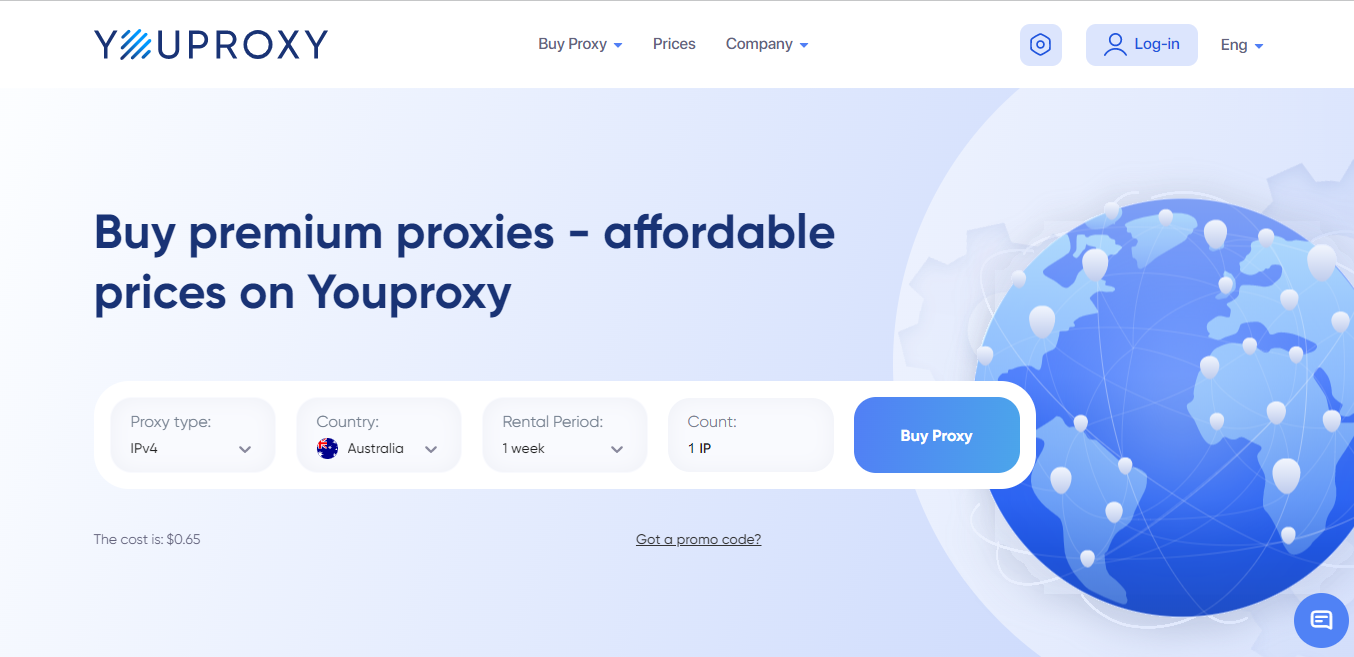 YOUPROXY
Buy Proxy
Prices
Company
Log-in
Eng
Buy premium proxies - affordable
prices on Youproxy
Proxy type:
IPv4
Country:
Australia
Rental Period:
1 week
Count:
1 IP
Buy Proxy
The cost is: $0.65
Got a promo code?